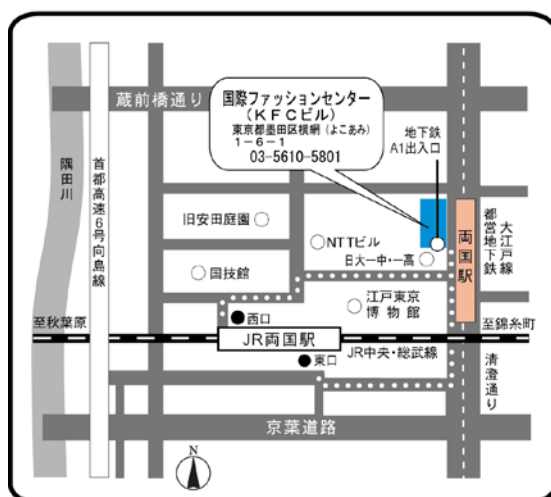 蔵前橋通り
国際ファッションセンター
(KFCビル)
東京都墨田区横網(よこあみ)
1-6-1
03-5610-5801
地下鉄
A1出入口
隅田川
首都高速6号向島線
旧安田庭園
NTTビル
日大一中・一高
国技館
江戸東京
博物館
両国駅
都営地下鉄
大江戸線
至秋葉原
西口
JR両国駅
JR中央・総武線
至錦糸町
東口
清澄通り
京葉道路
N